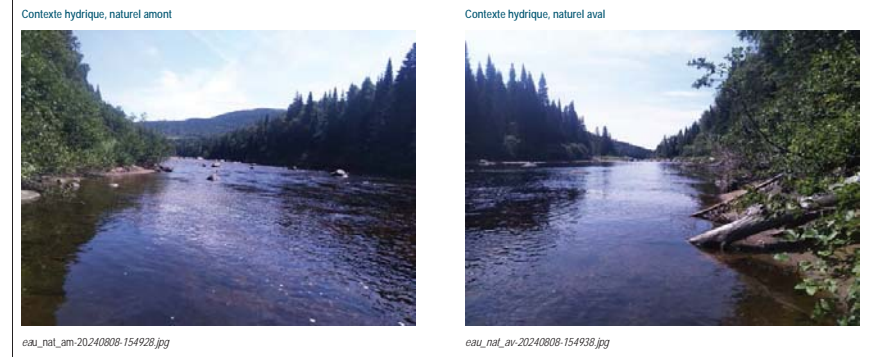 Contexte hydrique, naturel amont
Contexte hydrique, naturel aval
eau_nat_am-20240808-154928.jpg
eau_nat_av-20240808-154938.jpg